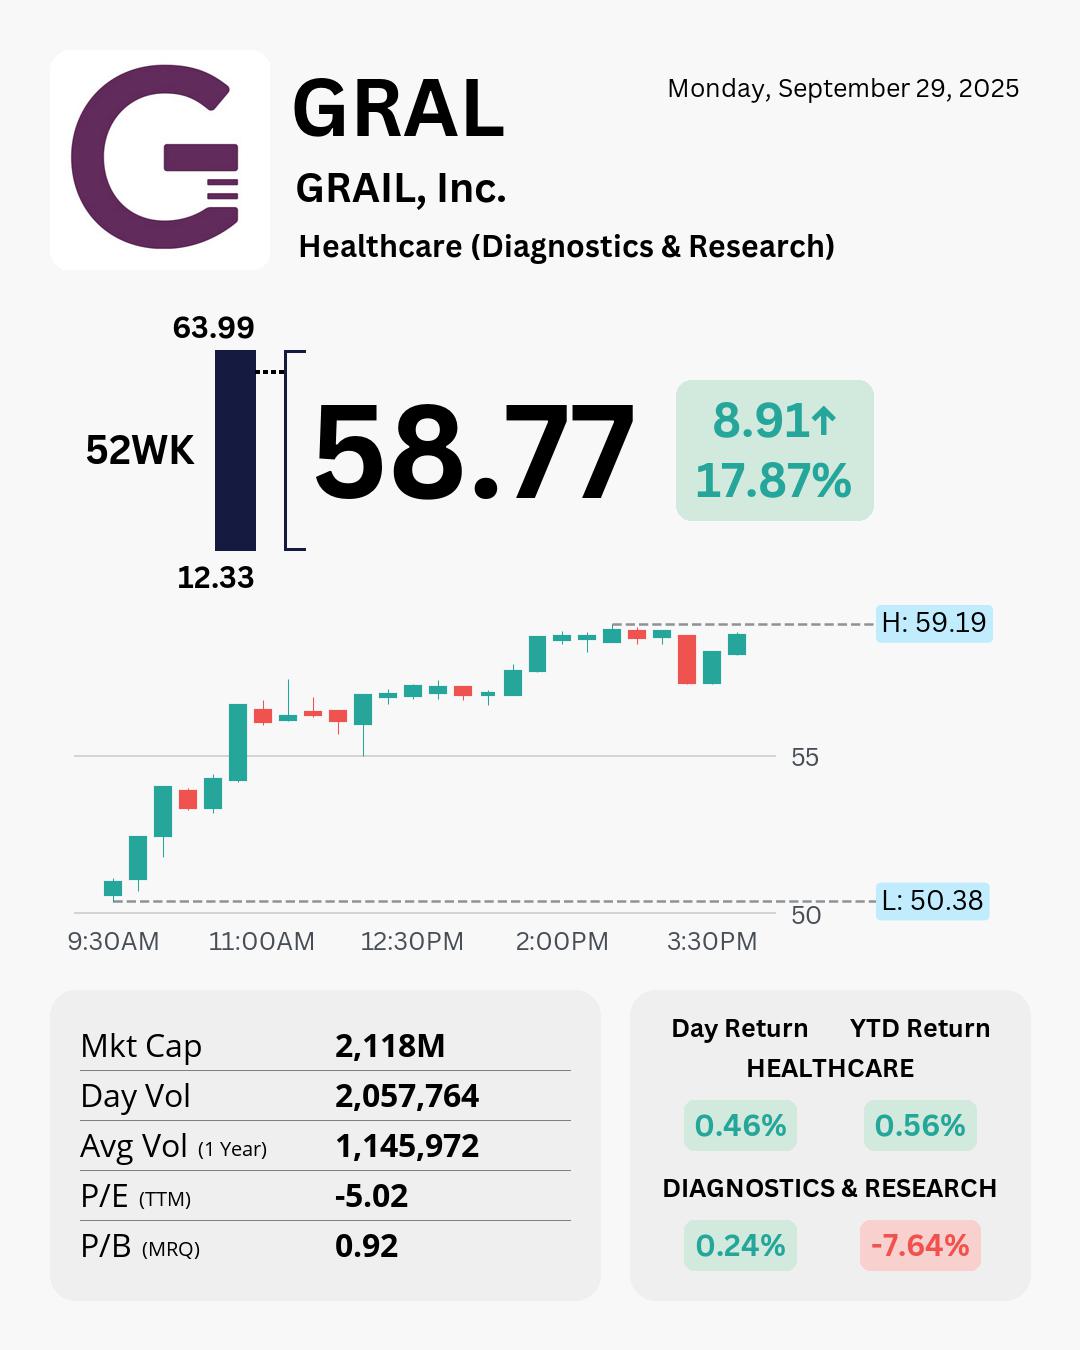 GRAL
Monday, September 29, 2025
GRAIL, Inc.
Healthcare (Diagnostics & Research)
63.99
52WK
12.33
58.77
8.91↑
17.87%
H: 59.19
55
L: 50.38
50
9:30AM 11:00AM 12:30PM 2:00PM 3:30PM
Mkt Cap 2,118M
Day Vol 2,057,764
Avg Vol (1 Year) 1,145,972
P/E (TTM) -5.02
P/B (MRQ) 0.92
Day Return YTD Return
HEALTHCARE
0.46% 0.56%
DIAGNOSTICS & RESEARCH
0.24% -7.64%